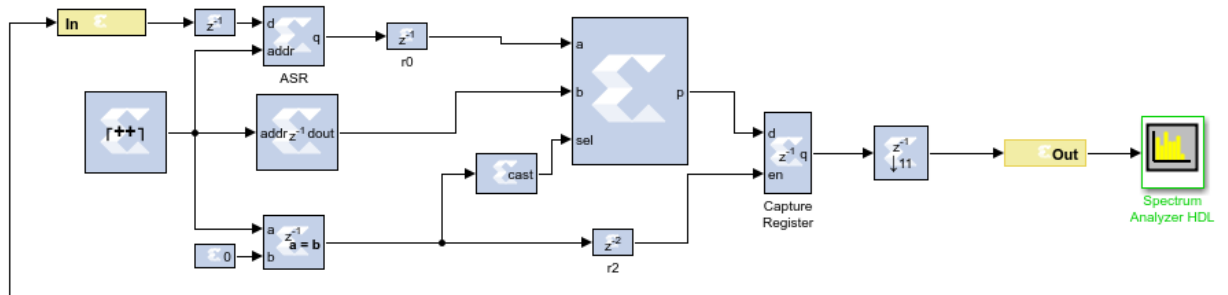 In
z⁻¹
d
addr
q
ASR
z⁻¹
r0
a
b
sel
p
⌈++⌉
addr z⁻¹ dout
cast
d
z⁻¹ q
en
Capture
Register
z⁻¹
↓11
Out
Spectrum
Analyzer HDL
a
z⁻¹
a = b
b
0
z⁻²
r2